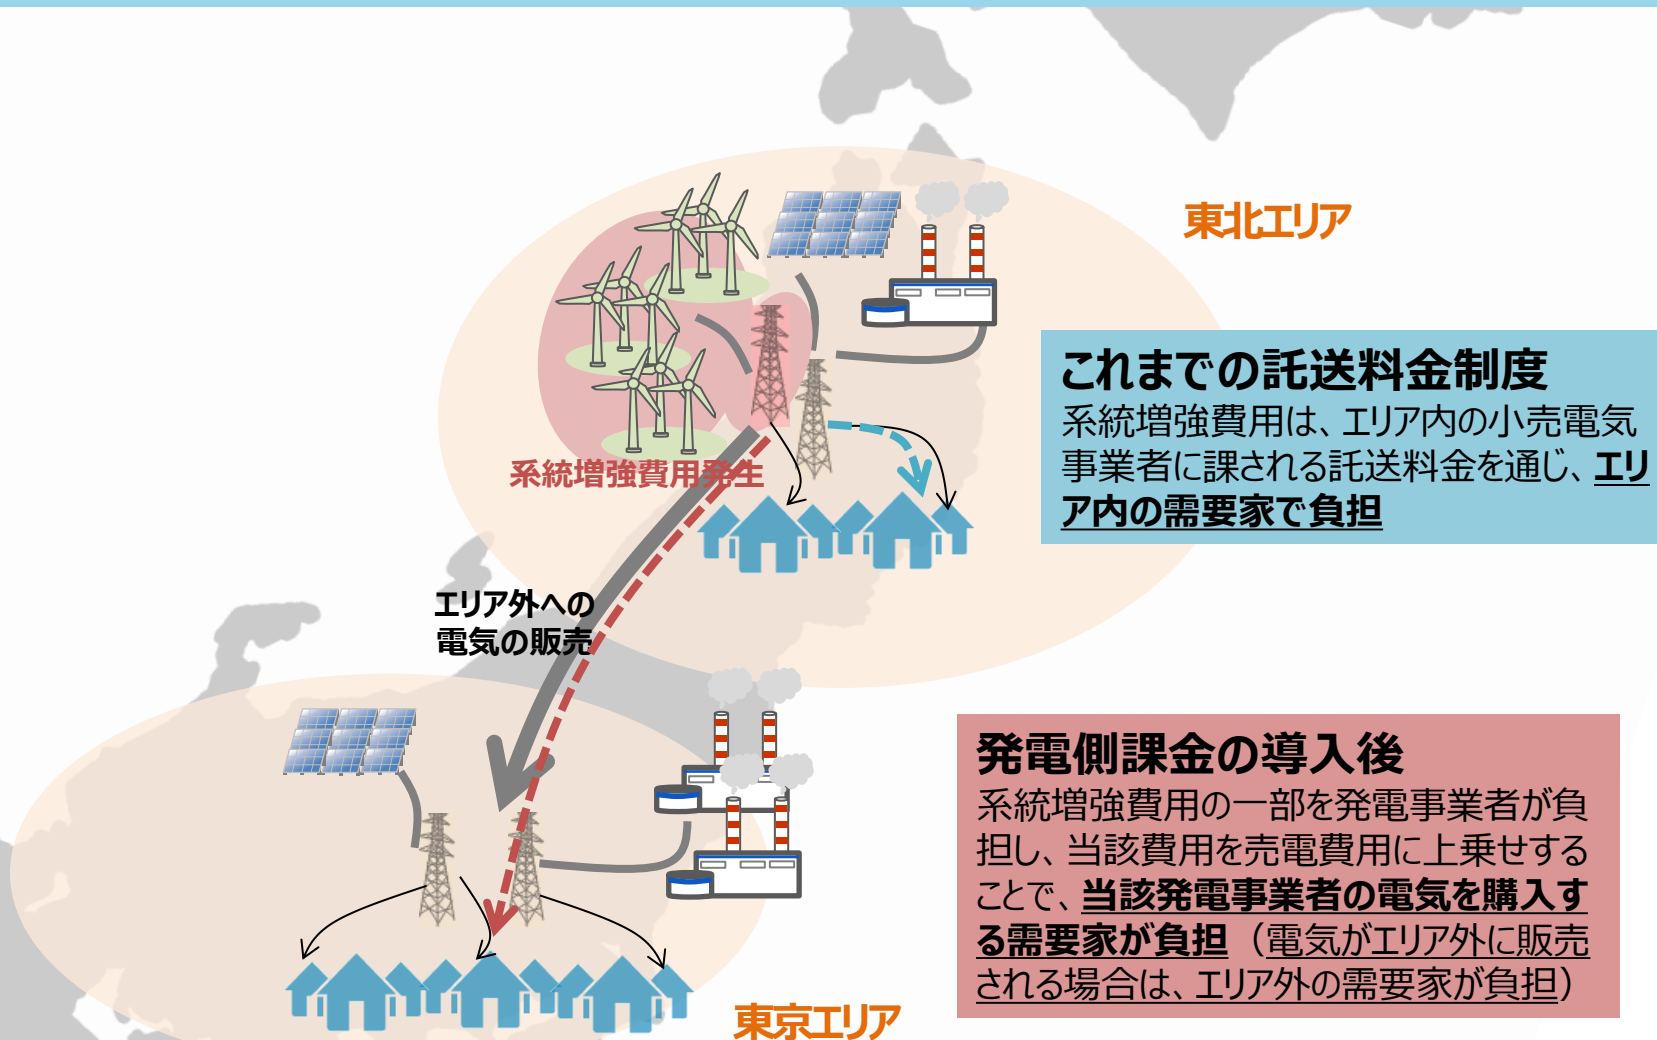 東北エリア
これまでの託送料金制度
系統増強費用は、エリア内の小売電気
事業者に課される託送料金を通じ、エリ
ア内の需要家で負担
系統増強費用発生
エリア外への
電気の販売
発電側課金の導入後
系統増強費用の一部を発電事業者が負
担し、当該費用を売電費用に上乗せする
ことで、当該発電事業者の電気を購入す
る需要家が負担（電気がエリア外に販売
される場合は、エリア外の需要家が負担）
東京エリア